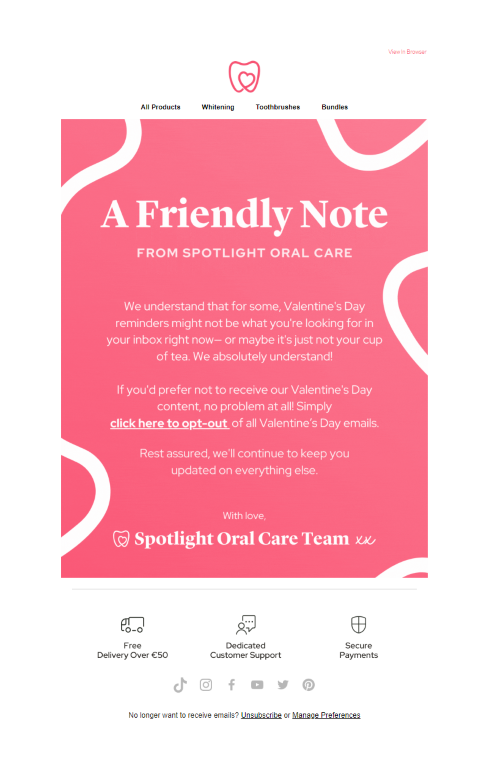 View in Browser
All Products Whitening Toothbrushes Bundles
A Friendly Note
FROM SPOTLIGHT ORAL CARE
We understand that for some, Valentine's Day
reminders might not be what you're looking for in
your inbox right now— or maybe it's just not your cup
of tea. We absolutely understand!
If you'd prefer not to receive our Valentine's Day
content, no problem at all! Simply
click here to opt-out of all Valentine's Day emails.
Rest assured, we'll continue to keep you
updated on everything else.
With love,
Spotlight Oral Care Team xx
Free
Delivery Over €50
Dedicated
Customer Support
Secure
Payments
No longer want to receive emails? Unsubscribe or Manage Preferences